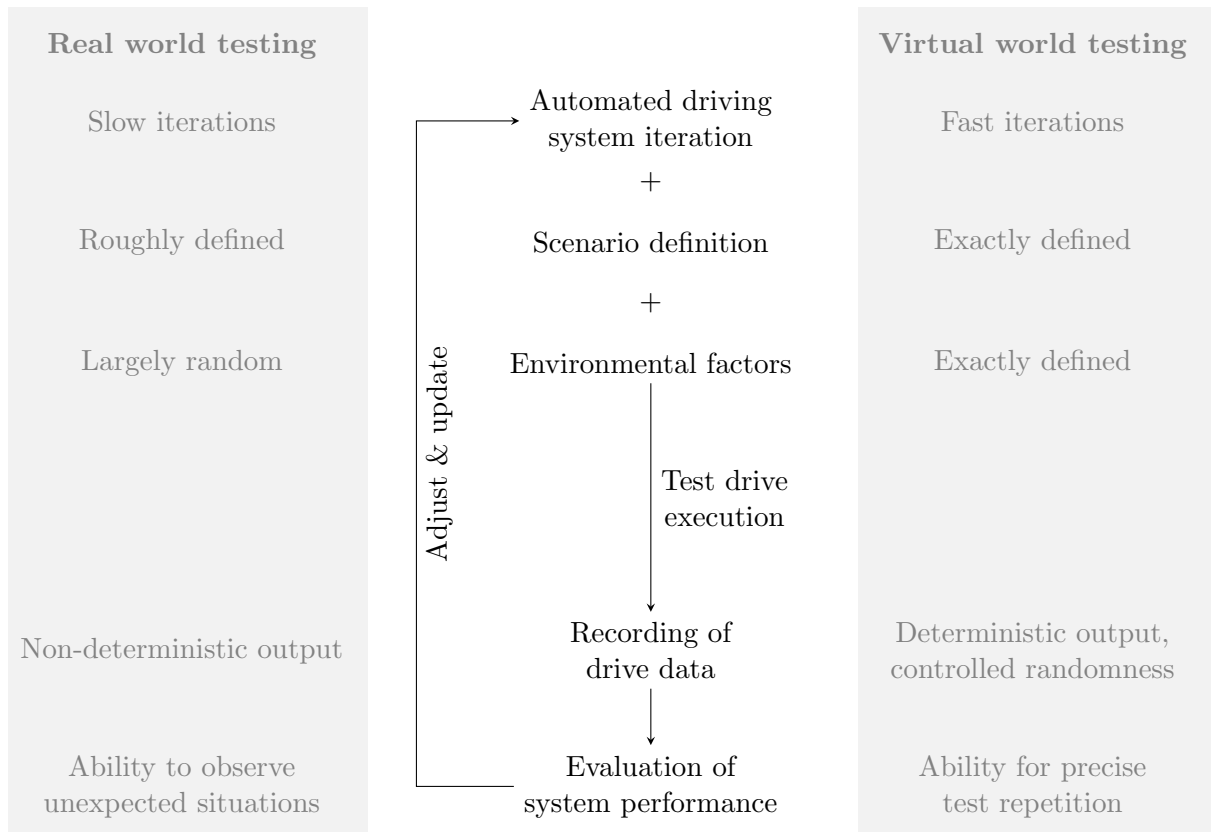 Real world testing
Virtual world testing
Slow iterations
Automated driving
system iteration
Fast iterations
+
Roughly defined
Scenario definition
Exactly defined
+
Largely random
Environmental factors
Exactly defined
Adjust & update
Test drive
execution
Non-deterministic output
Recording of
drive data
Deterministic output,
controlled randomness
Ability to observe
unexpected situations
Evaluation of
system performance
Ability for precise
test repetition